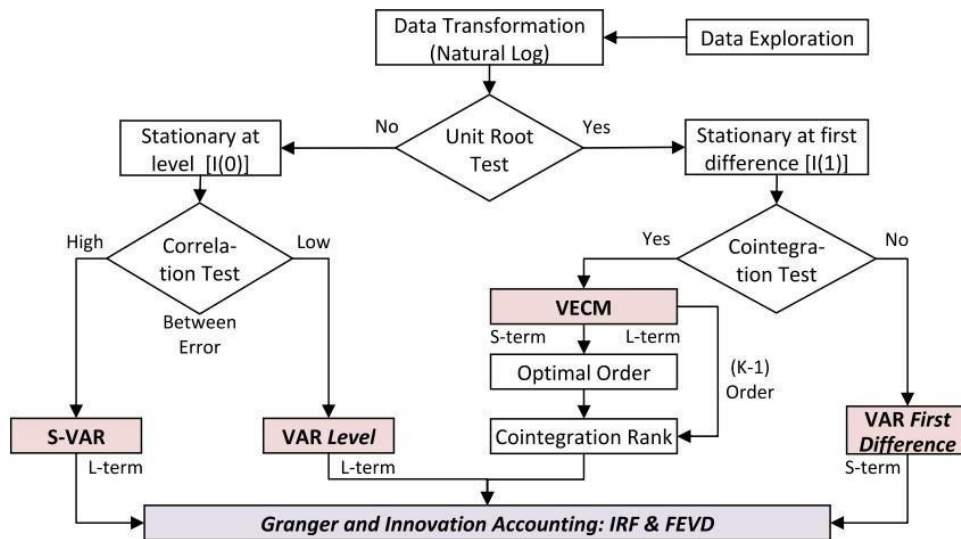 Data Transformation
(Natural Log)
Data Exploration
No
Unit Root
Test
Yes
Stationary at
level [I(0)]
Stationary at first
difference [I(1)]
High
Correla-
tion Test
Low
Between
Error
Yes
Cointegra-
tion Test
No
VECM
S-term
L-term
Optimal Order
(K-1)
Order
S-VAR
VAR Level
Cointegration Rank
VAR First
Difference
L-term
L-term
S-term
Granger and Innovation Accounting: IRF & FEVD